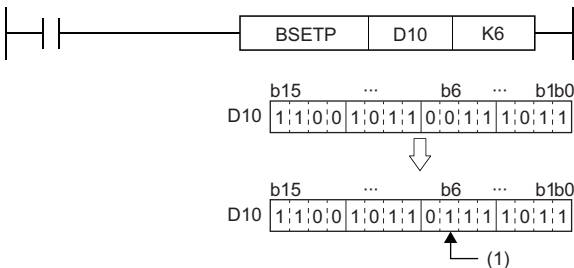 BSETP D10 K6
b15 ... b6 ... b1b0
D10 1 1 0 0 1 0 1 1 0 0 1 1 1 0 1 1
b15 ... b6 ... b1b0
D10 1 1 0 0 1 0 1 1 0 1 1 1 1 0 1 1
(1)